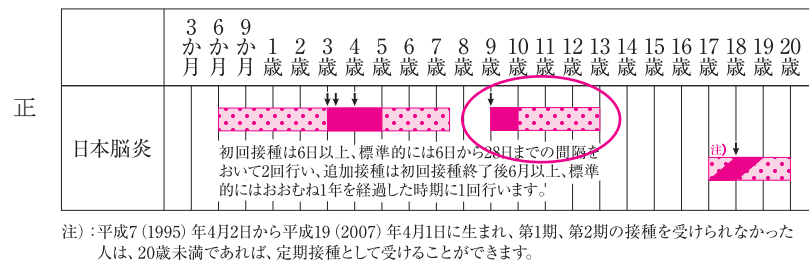 3か月 6か月 9か月 1歳 2歳 3歳 4歳 5歳 6歳 7歳 8歳 9歳 10歳 11歳 12歳 13歳 14歳 15歳 16歳 17歳 18歳 19歳 20歳
正
日本脳炎
注）
初回接種は6日以上、標準的には6日から28日までの間隔を
おいて2回行い、追加接種は初回接種終了後6月以上、標準
的にはおおむね1年を経過した時期に1回行います。
注）：平成7（1995）年4月2日から平成19（2007）年4月1日に生まれ、第1期、第2期の接種を受けられなかった
人は、20歳未満であれば、定期接種として受けることができます。